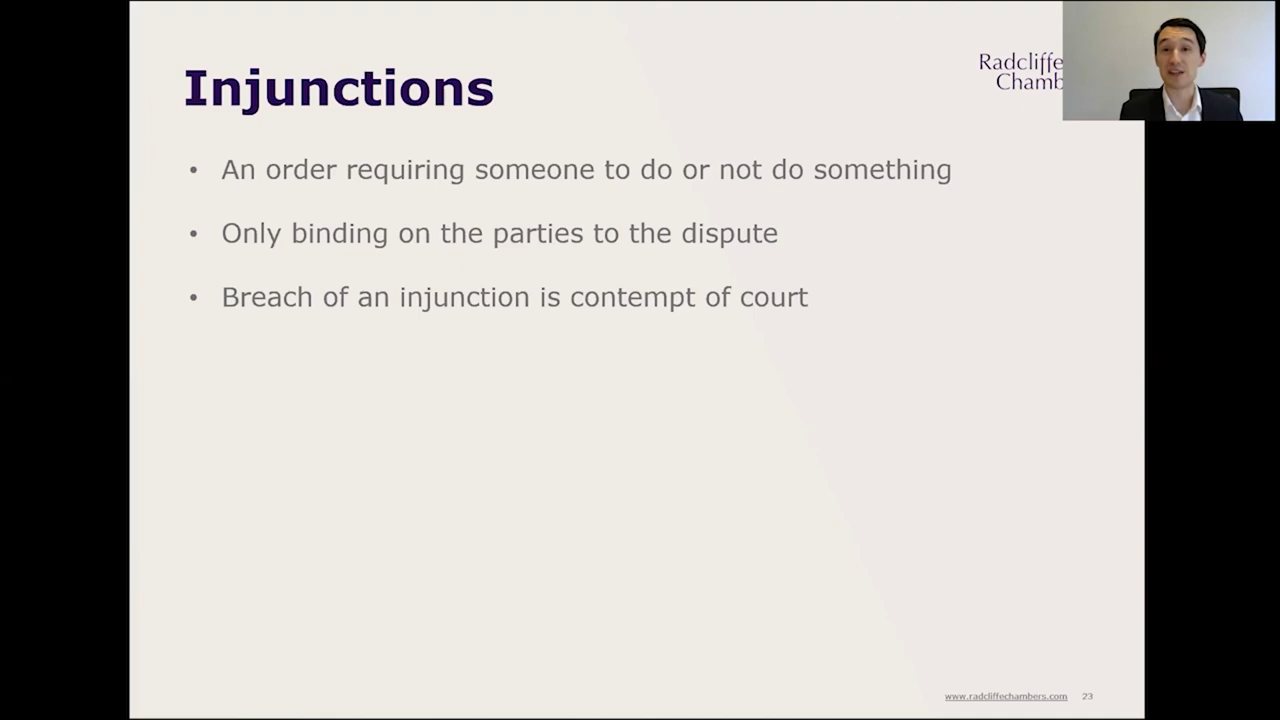 Injunctions
Radcliffe
Chamb
• An order requiring someone to do or not do something
• Only binding on the parties to the dispute
• Breach of an injunction is contempt of court
www.radcliffechambers.com 23